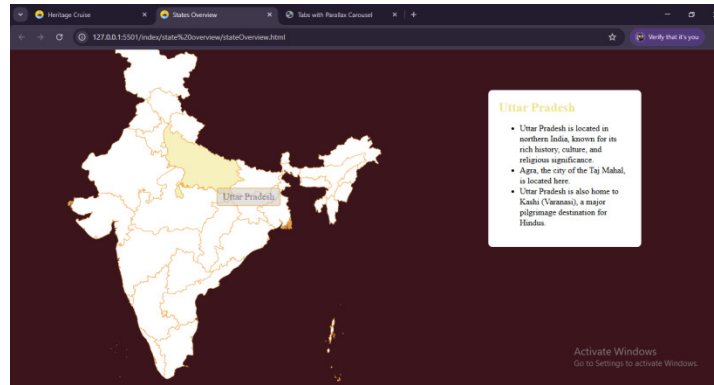 Heritage Cruise
States Overview
Tabs with Parallax Carousel
127.0.0.1:5501/index/state%20overview/stateOverview.html
Verify that it's you
Uttar Pradesh
Uttar Pradesh is located in
northern India, known for its
rich history, culture, and
religious significance.
Agra, the city of the Taj Mahal,
is located here.
Uttar Pradesh is also home to
Kashi (Varanasi), a major
pilgrimage destination for
Hindus.
Uttar Pradesh
Activate Windows
Go to Settings to activate Windows.